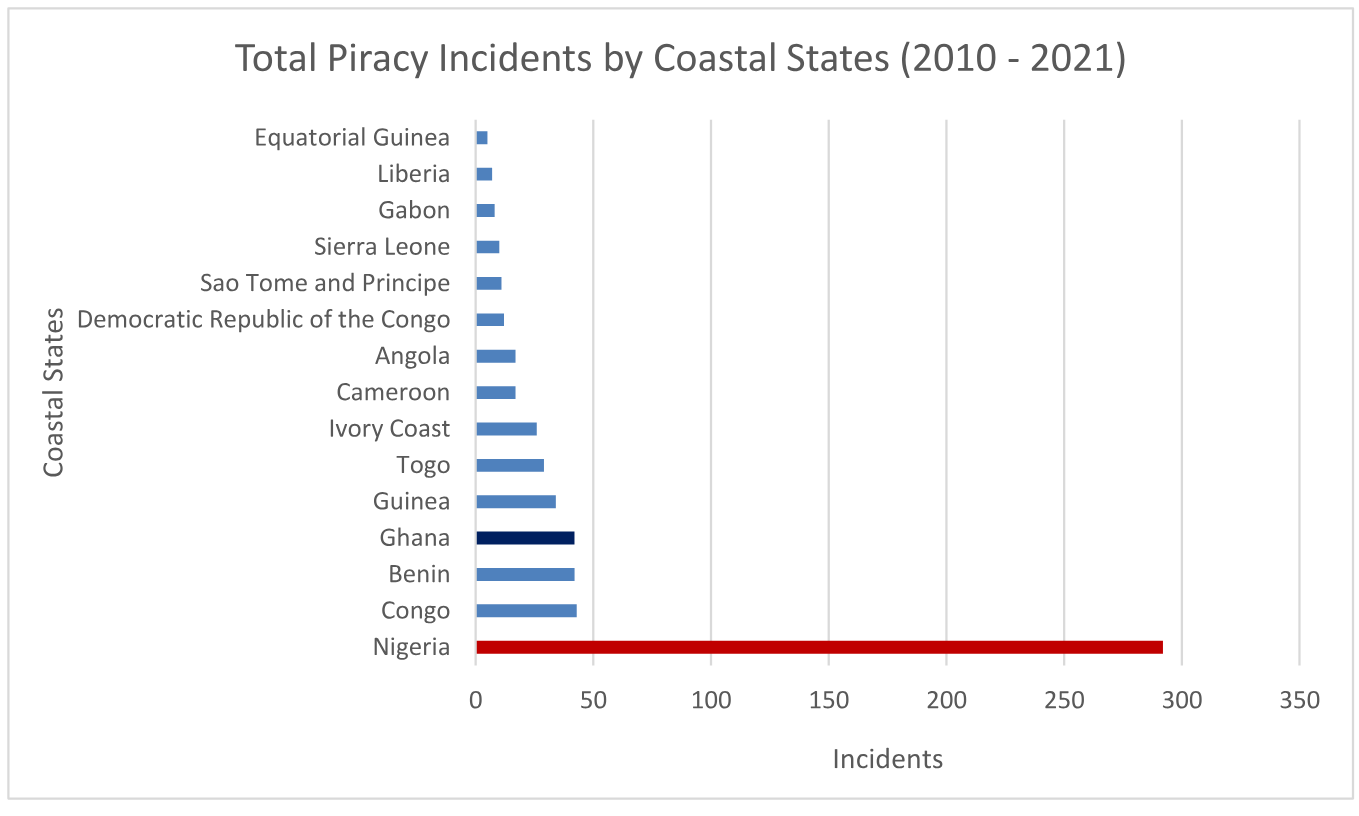 Total Piracy Incidents by Coastal States (2010 - 2021)
Coastal States
Equatorial Guinea
Liberia
Gabon
Sierra Leone
Sao Tome and Principe
Democratic Republic of the Congo
Angola
Cameroon
Ivory Coast
Togo
Guinea
Ghana
Benin
Congo
Nigeria
0 50 100 150 200 250 300 350
Incidents